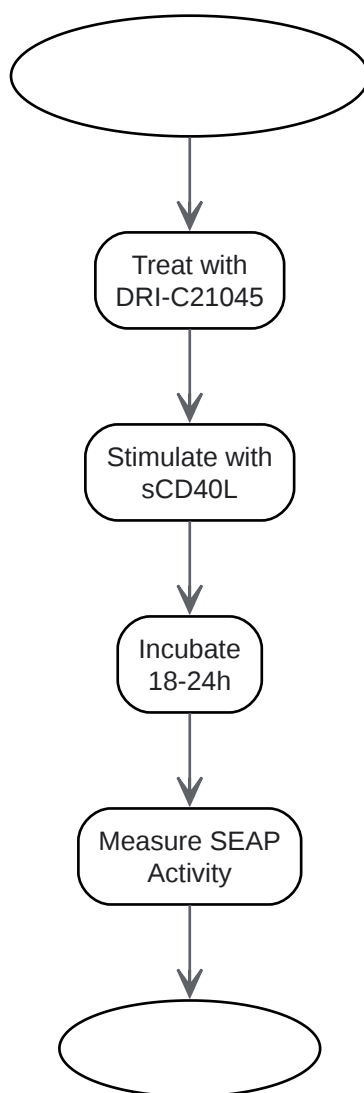 Treat with
DRI-C21045
Stimulate with
sCD40L
Incubate
18-24h
Measure SEAP
Activity